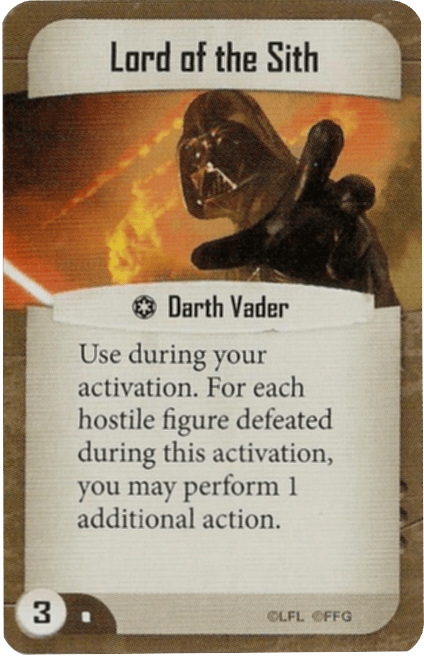 Lord of the Sith
Darth Vader
Use during your
activation. For each
hostile figure defeated
during this activation,
you may perform 1
additional action.
3
©LFL ©FFG